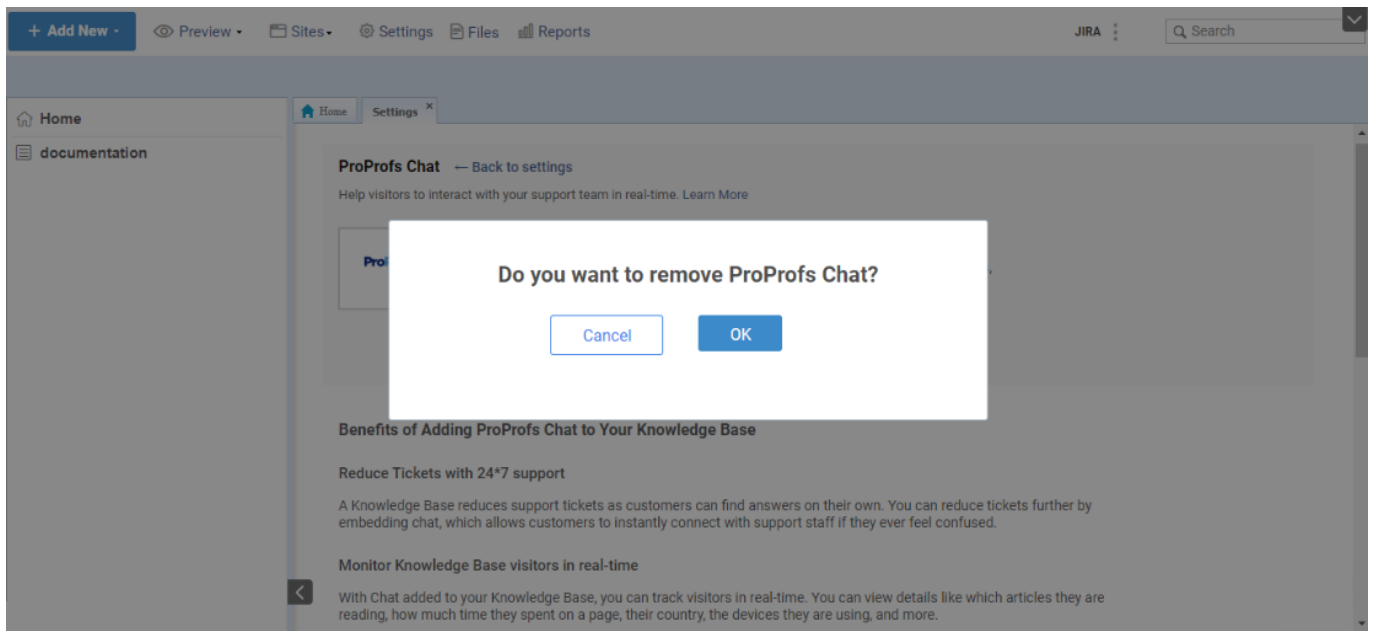 + Add New
Preview
Sites
Settings
Files
Reports
JIRA
Search
Home
documentation
Home
Settings ×
ProProfs Chat ← Back to settings
Help visitors to interact with your support team in real-time. Learn More
Do you want to remove ProProfs Chat?
Cancel
OK
Benefits of Adding ProProfs Chat to Your Knowledge Base
Reduce Tickets with 24*7 support
A Knowledge Base reduces support tickets as customers can find answers on their own. You can reduce tickets further by
embedding chat, which allows customers to instantly connect with support staff if they ever feel confused.
Monitor Knowledge Base visitors in real-time
With Chat added to your Knowledge Base, you can track visitors in real-time. You can view details like which articles they are
reading, how much time they spent on a page, their country, the devices they are using, and more.